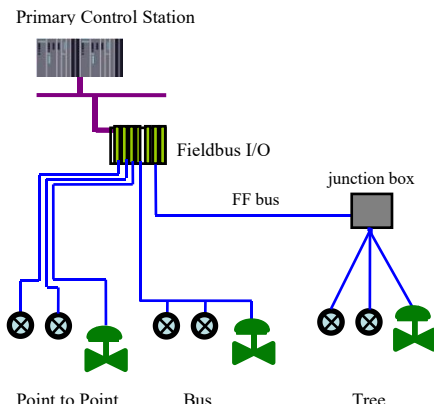 Primary Control Station
Fieldbus I/O
junction box
FF bus
Point to Point
Bus
Tree